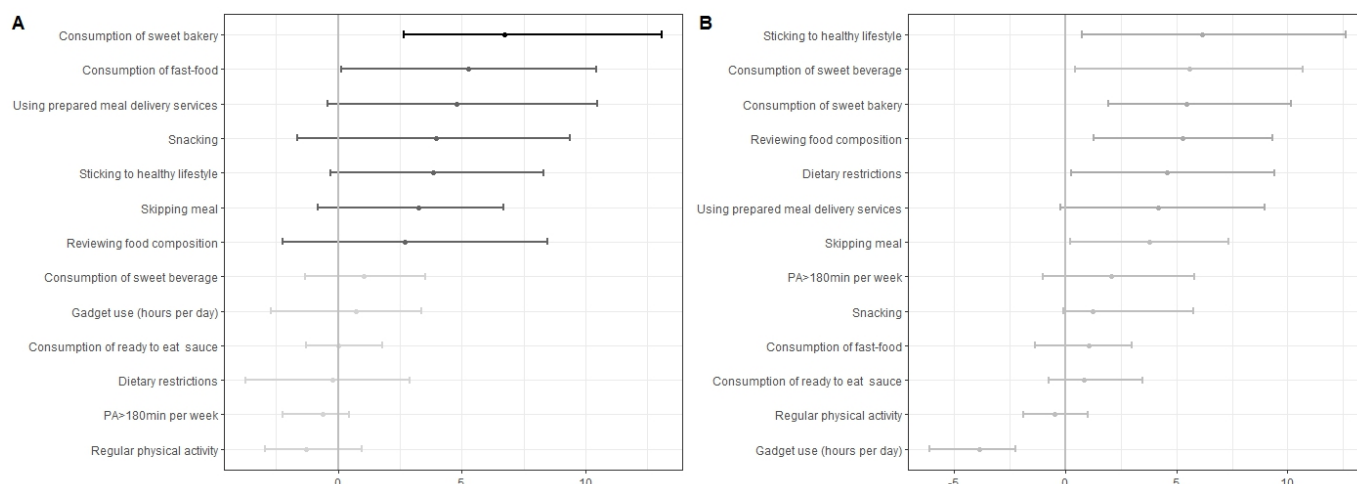 A
Consumption of sweet bakery
Consumption of fast-food
Using prepared meal delivery services
Snacking
Sticking to healthy lifestyle
Skipping meal
Reviewing food composition
Consumption of sweet beverage
Gadget use (hours per day)
Consumption of ready to eat  sauce
Dietary restrictions
PA>180min per week
Regular physical activity
0 5 10
B
Sticking to healthy lifestyle
Consumption of sweet beverage
Consumption of sweet bakery
Reviewing food composition
Dietary restrictions
Using prepared meal delivery services
Skipping meal
PA>180min per week
Snacking
Consumption of fast-food
Consumption of ready to eat  sauce
Regular physical activity
Gadget use (hours per day)
-5 0 5 10